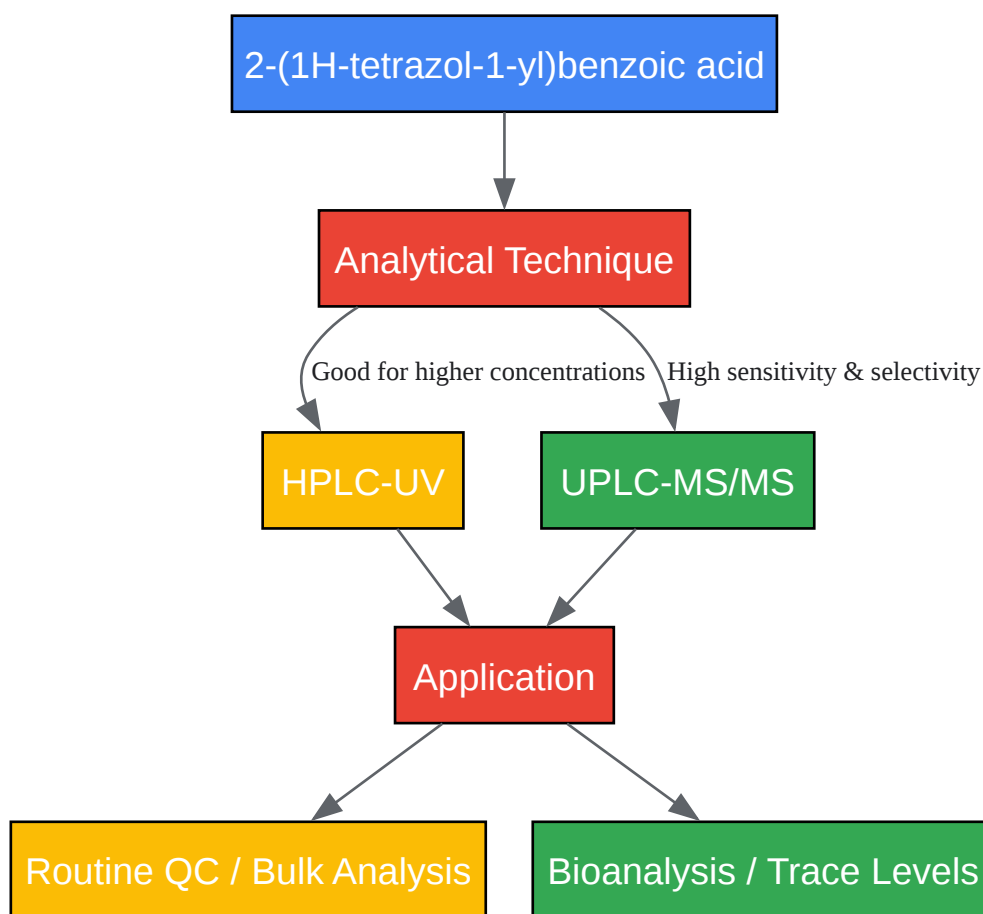 2-(1H-tetrazol-1-yl)benzoic acid
Analytical Technique
Good for higher concentrations
High sensitivity & selectivity
HPLC-UV
UPLC-MS/MS
Application
Routine QC / Bulk Analysis
Bioanalysis / Trace Levels